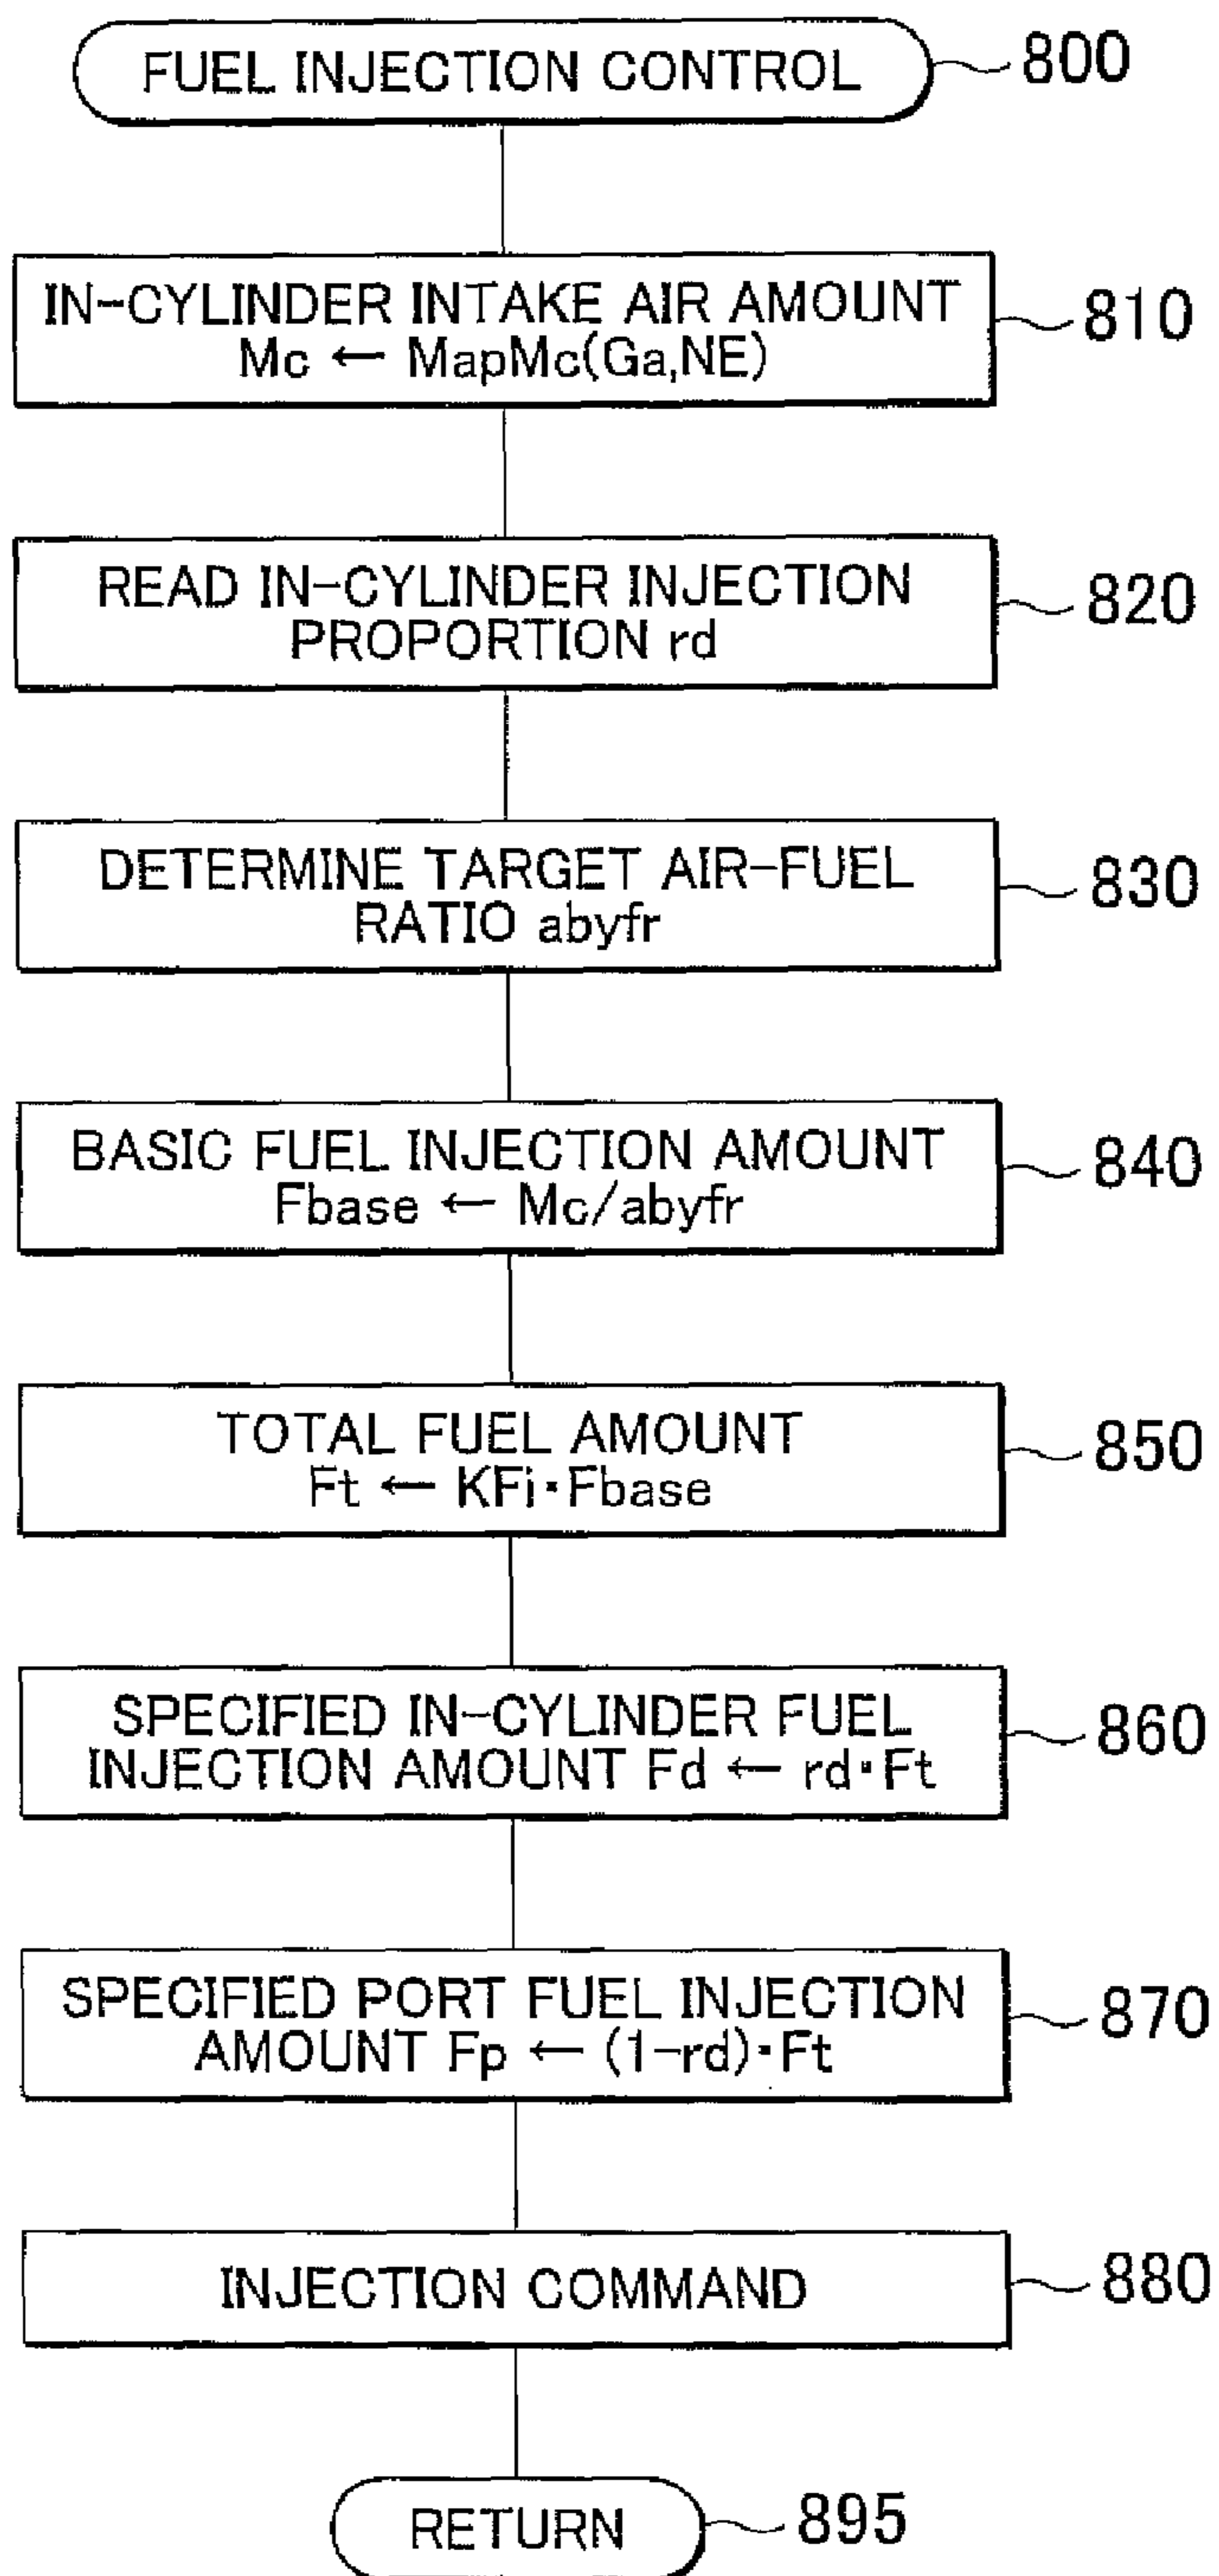 FUEL INJECTION CONTROL
800
IN-CYLINDER INTAKE AIR AMOUNT
Mc ← MapMc(Ga,NE)
810
READ IN-CYLINDER INJECTION
PROPORTION rd
820
DETERMINE TARGET AIR-FUEL
RATIO abyfr
830
BASIC FUEL INJECTION AMOUNT
Fbase ← Mc/abyfr
840
TOTAL FUEL AMOUNT
Ft ← KFi·Fbase
850
SPECIFIED IN-CYLINDER FUEL
INJECTION AMOUNT Fd ← rd·Ft
860
SPECIFIED PORT FUEL INJECTION
AMOUNT Fp ← (1-rd)·Ft
870
INJECTION COMMAND
880
RETURN
895